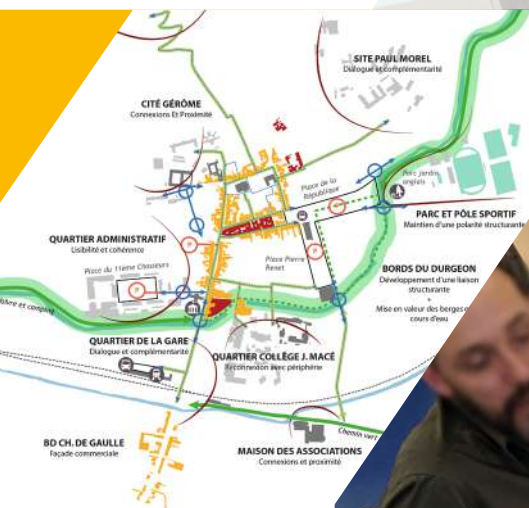 SITE PAUL MOREL
Dialogue et complémentarité
CITÉ GÉRÔME
Connexions Et Proximité
Place de la
République
Parc Jardin
anglais
P
PARC ET PÔLE SPORTIF
Maintien d'une polarité structurante
QUARTIER ADMINISTRATIF
Lisibilité et cohérence
P
P
Place du 11ème Chasseurs
P
Place Pierre
Renet
BORDS DU DURGEON
Développement d'une liaison
structurante
+
Mise en valeur des berges
cours d'eau
et camping
QUARTIER DE LA GARE
Dialogue et complémentarité
QUARTIER COLLÈGE J. MACÉ
Reconnexion avec périphérie
BD CH. DE GAULLE
Façade commerciale
Chemin vert
MAISON DES ASSOCIATIONS
Connexions et proximité